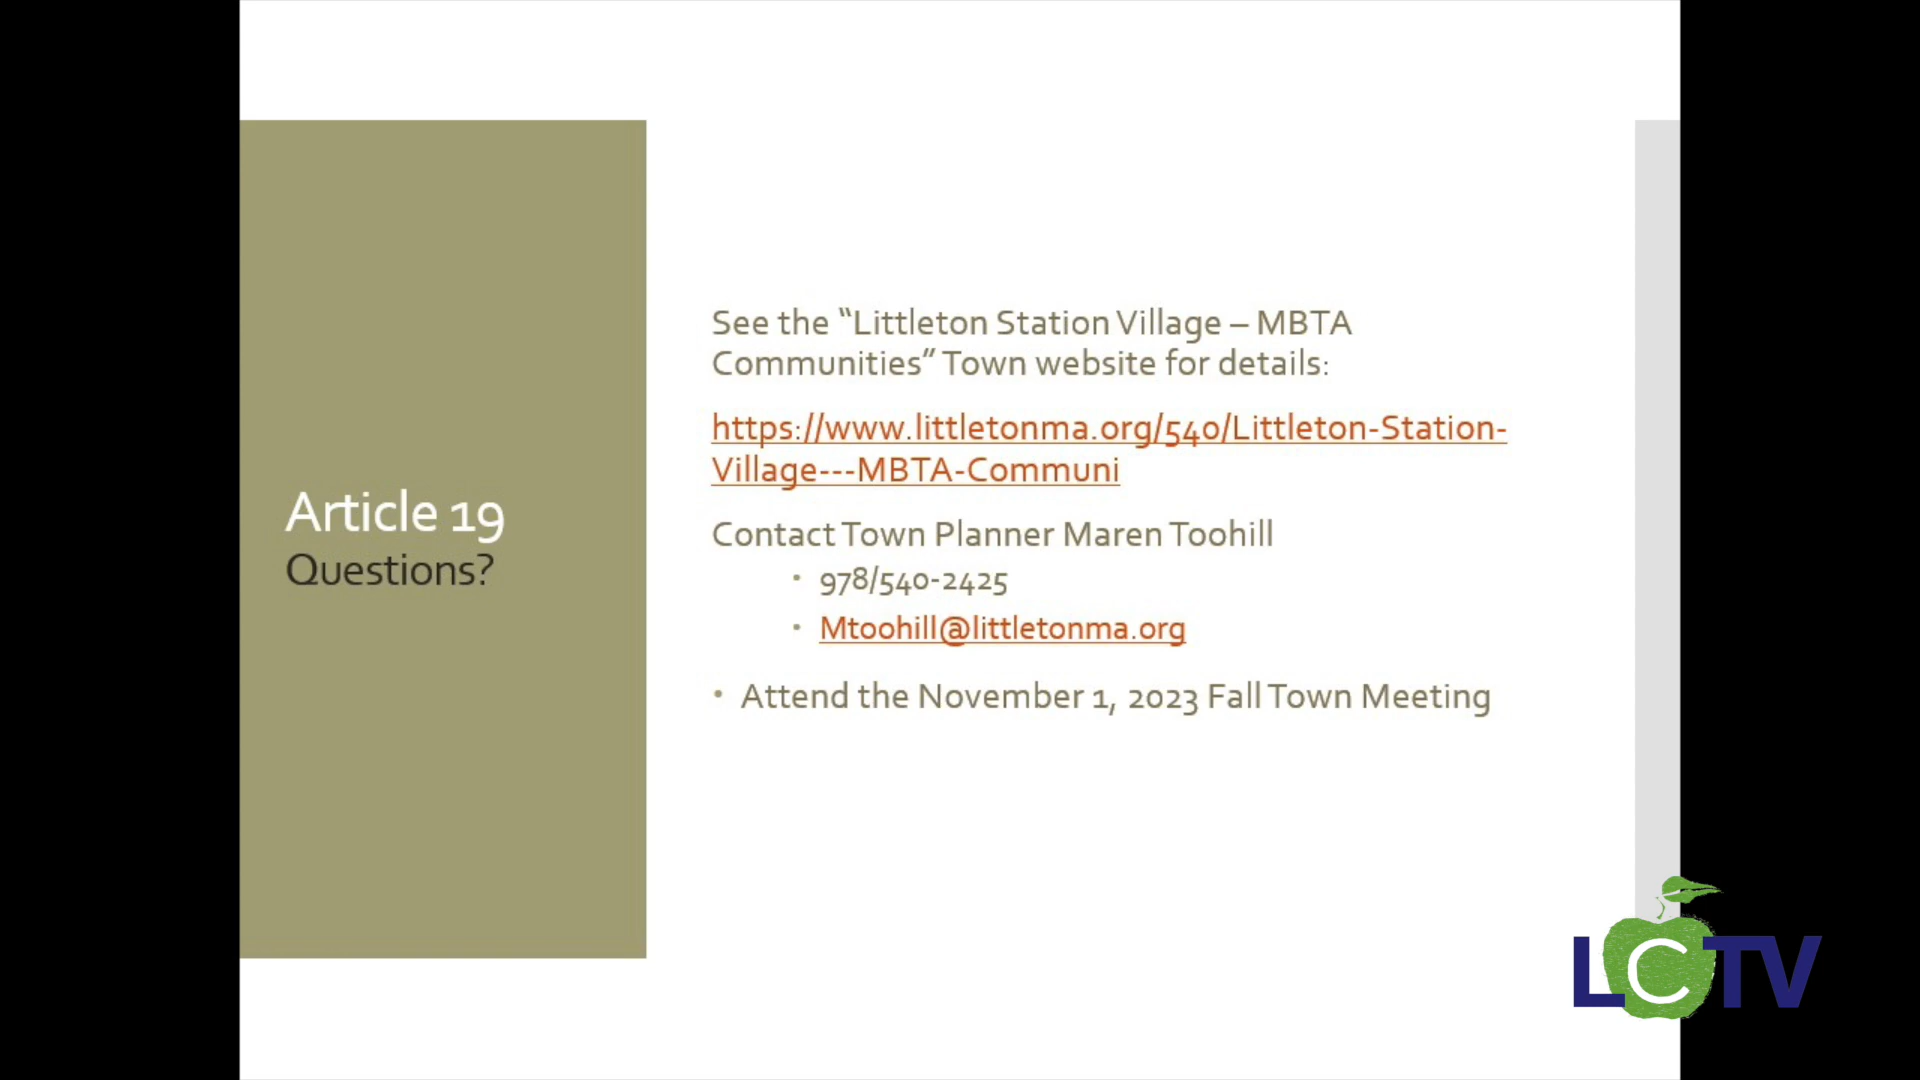 Article 19
Questions?
See the “Littleton Station Village – MBTA
Communities” Town website for details:
https://www.littletonma.org/540/Littleton-Station-
Village---MBTA-Communi
Contact Town Planner Maren Toohill
• 978/540-2425
• Mtoohill@littletonma.org
• Attend the November 1, 2023 Fall Town Meeting
LCTV